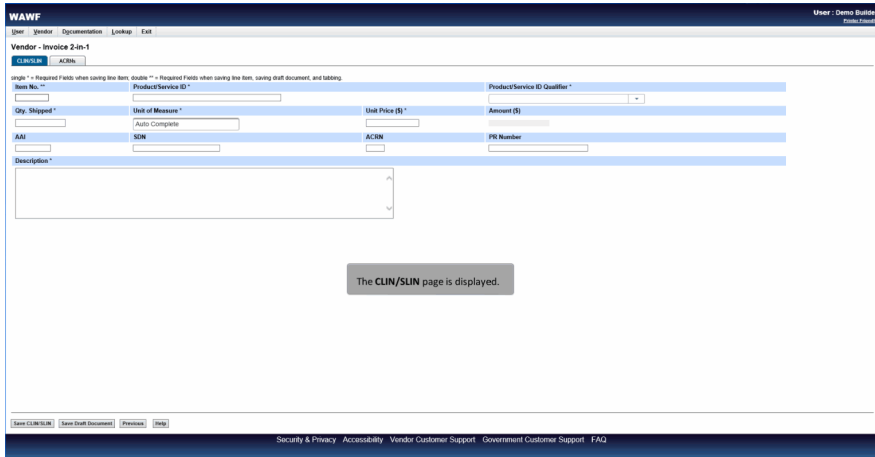 WAWF
User : Demo Builde
Printer Friendl
User Vendor Documentation Lookup Exit
Vendor - Invoice 2-in-1
CLIN/SLIN ACRNs
single * = Required Fields when saving line item; double ** = Required Fields when saving line item, saving draft document, and tabbing.
Item No. ** Product/Service ID * Product/Service ID Qualifier *
Qty. Shipped * Unit of Measure * Unit Price ($) * Amount ($)
Auto Complete
AAI SDN ACRN PR Number
Description *
The CLIN/SLIN page is displayed.
Save CLIN/SLIN Save Draft Document Previous Help
Security & Privacy Accessibility Vendor Customer Support Government Customer Support FAQ